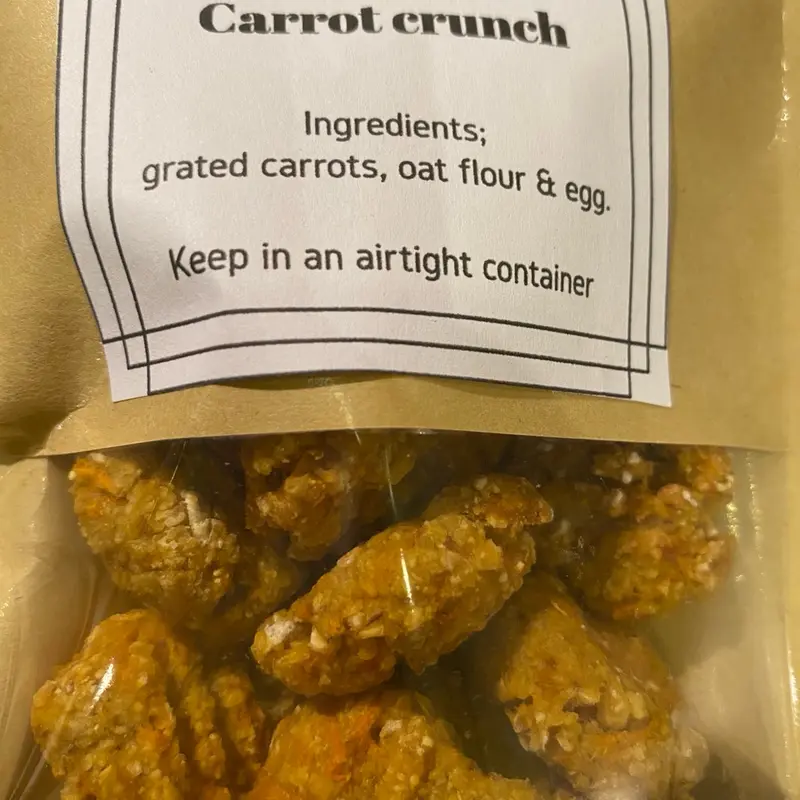 Carrot crunch
Ingredients;
grated carrots, oat flour & egg.
Keep in an airtight container